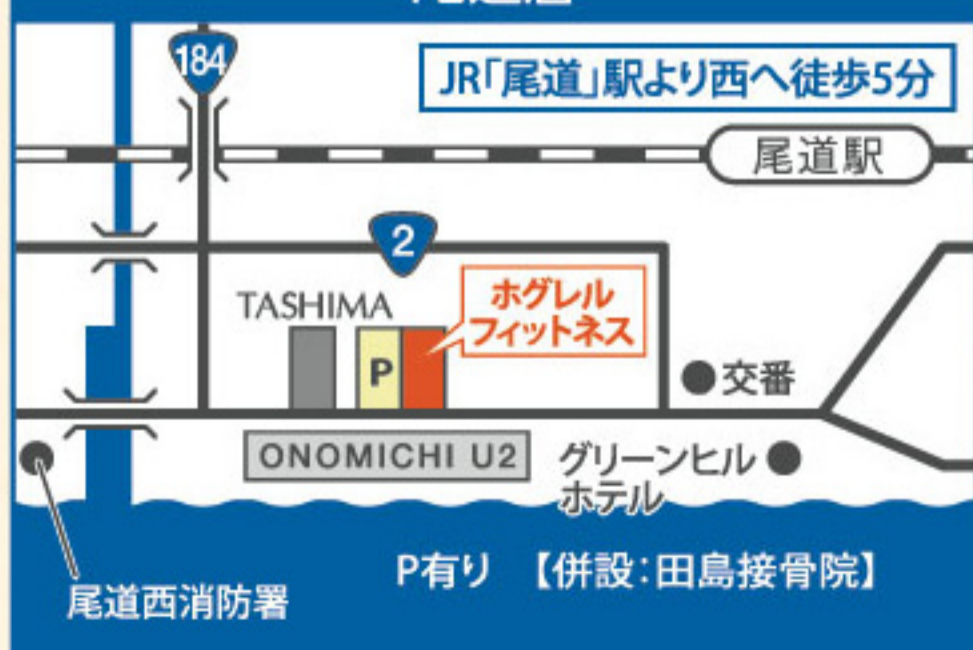 184
JR「尾道」駅より西へ徒歩5分
尾道駅
2
TASHIMA
ホグレル
フィットネス
P
交番
ONOMICHI U2
グリーンヒル
ホテル
P有り 【併設:田島接骨院】
尾道西消防署